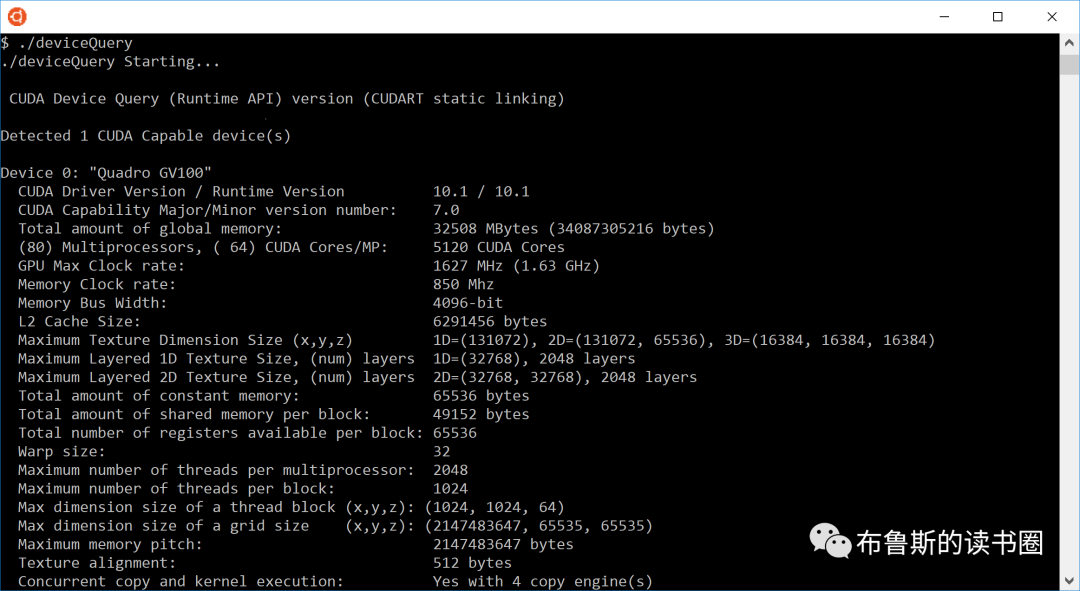 $ ./deviceQuery
./deviceQuery Starting...
CUDA Device Query (Runtime API) version (CUDART static linking)
Detected 1 CUDA Capable device(s)
Device 0: "Quadro GV100"
CUDA Driver Version / Runtime Version 10.1 / 10.1
CUDA Capability Major/Minor version number: 7.0
Total amount of global memory: 32508 MBytes (34087305216 bytes)
(80) Multiprocessors, ( 64) CUDA Cores/MP: 5120 CUDA Cores
GPU Max Clock rate: 1627 MHz (1.63 GHz)
Memory Clock rate: 850 Mhz
Memory Bus Width: 4096-bit
L2 Cache Size: 6291456 bytes
Maximum Texture Dimension Size (x,y,z) 1D=(131072), 2D=(131072, 65536), 3D=(16384, 16384, 16384)
Maximum Layered 1D Texture Size, (num) layers 1D=(32768), 2048 layers
Maximum Layered 2D Texture Size, (num) layers 2D=(32768, 32768), 2048 layers
Total amount of constant memory: 65536 bytes
Total amount of shared memory per block: 49152 bytes
Total number of registers available per block: 65536
Warp size: 32
Maximum number of threads per multiprocessor: 2048
Maximum number of threads per block: 1024
Max dimension size of a thread block (x,y,z): (1024, 1024, 64)
Max dimension size of a grid size (x,y,z): (2147483647, 65535, 65535)
Maximum memory pitch: 2147483647 bytes
Texture alignment: 512 bytes
Concurrent copy and kernel execution: Yes with 4 copy engine(s)
布鲁斯的读书圈